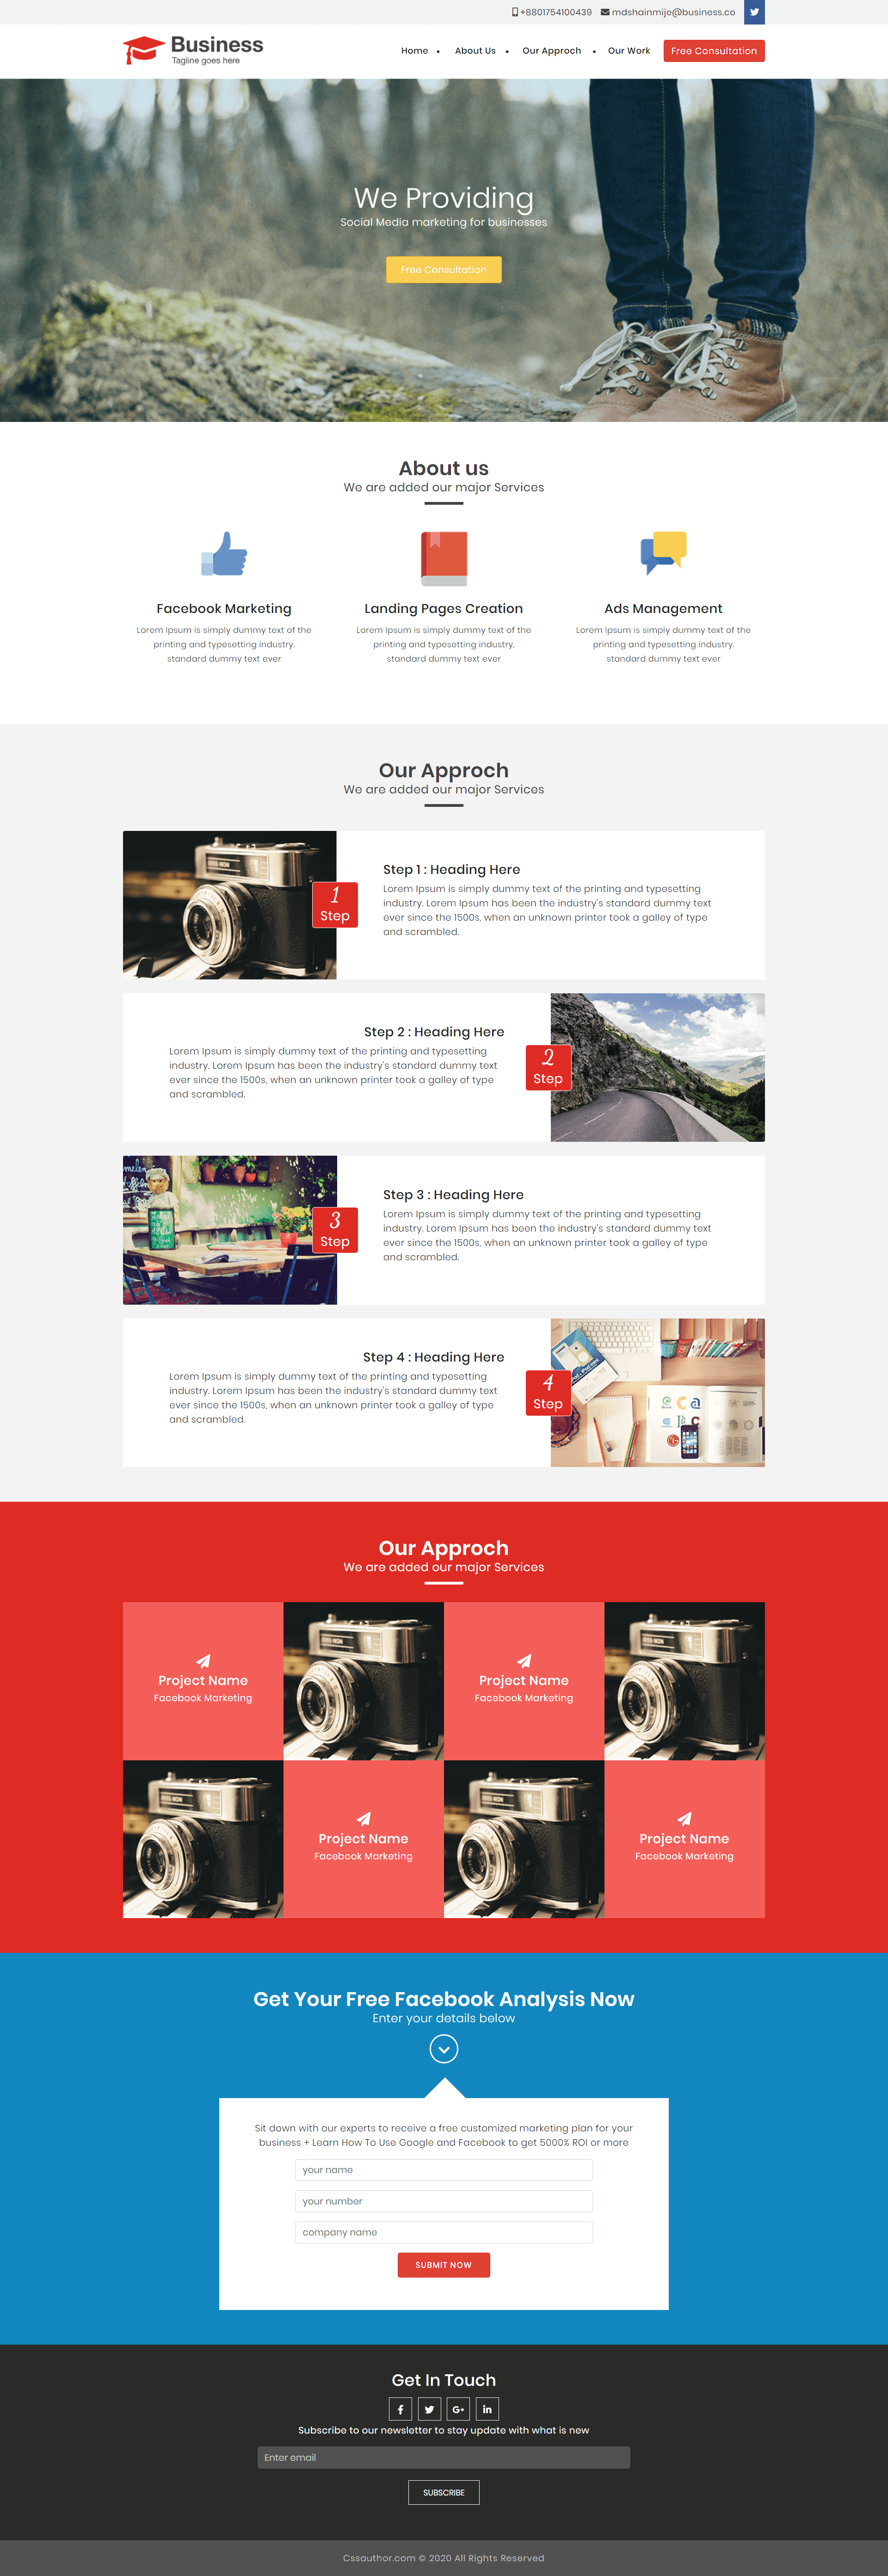 +8801754100439 mdshainmije@business.co
Business
Tagline goes here
Home • About Us • Our Approch • Our Work Free Consultation
We Providing
Social Media marketing for businesses
Free Consultation
About us
We are added our major Services
Facebook Marketing
Lorem Ipsum is simply dummy text of the
printing and typesetting industry.
standard dummy text ever
Landing Pages Creation
Lorem Ipsum is simply dummy text of the
printing and typesetting industry.
standard dummy text ever
Ads Management
Lorem Ipsum is simply dummy text of the
printing and typesetting industry.
standard dummy text ever
Our Approch
We are added our major Services
1
Step
Step 1 : Heading Here
Lorem Ipsum is simply dummy text of the printing and typesetting
industry. Lorem Ipsum has been the industry's standard dummy text
ever since the 1500s, when an unknown printer took a galley of type
and scrambled.
Step 2 : Heading Here
Lorem Ipsum is simply dummy text of the printing and typesetting
industry. Lorem Ipsum has been the industry's standard dummy text
ever since the 1500s, when an unknown printer took a galley of type
and scrambled.
2
Step
3
Step
Step 3 : Heading Here
Lorem Ipsum is simply dummy text of the printing and typesetting
industry. Lorem Ipsum has been the industry's standard dummy text
ever since the 1500s, when an unknown printer took a galley of type
and scrambled.
Step 4 : Heading Here
Lorem Ipsum is simply dummy text of the printing and typesetting
industry. Lorem Ipsum has been the industry's standard dummy text
ever since the 1500s, when an unknown printer took a galley of type
and scrambled.
4
Step
Our Approch
We are added our major Services
Project Name
Facebook Marketing
Project Name
Facebook Marketing
Project Name
Facebook Marketing
Project Name
Facebook Marketing
Get Your Free Facebook Analysis Now
Enter your details below
Sit down with our experts to receive a free customized marketing plan for your
business + Learn How To Use Google and Facebook to get 5000% ROI or more
your name
your number
company name
SUBMIT NOW
Get In Touch
Subscribe to our newsletter to stay update with what is new
Enter email
SUBSCRIBE
Cssauthor.com © 2020 All Rights Reserved